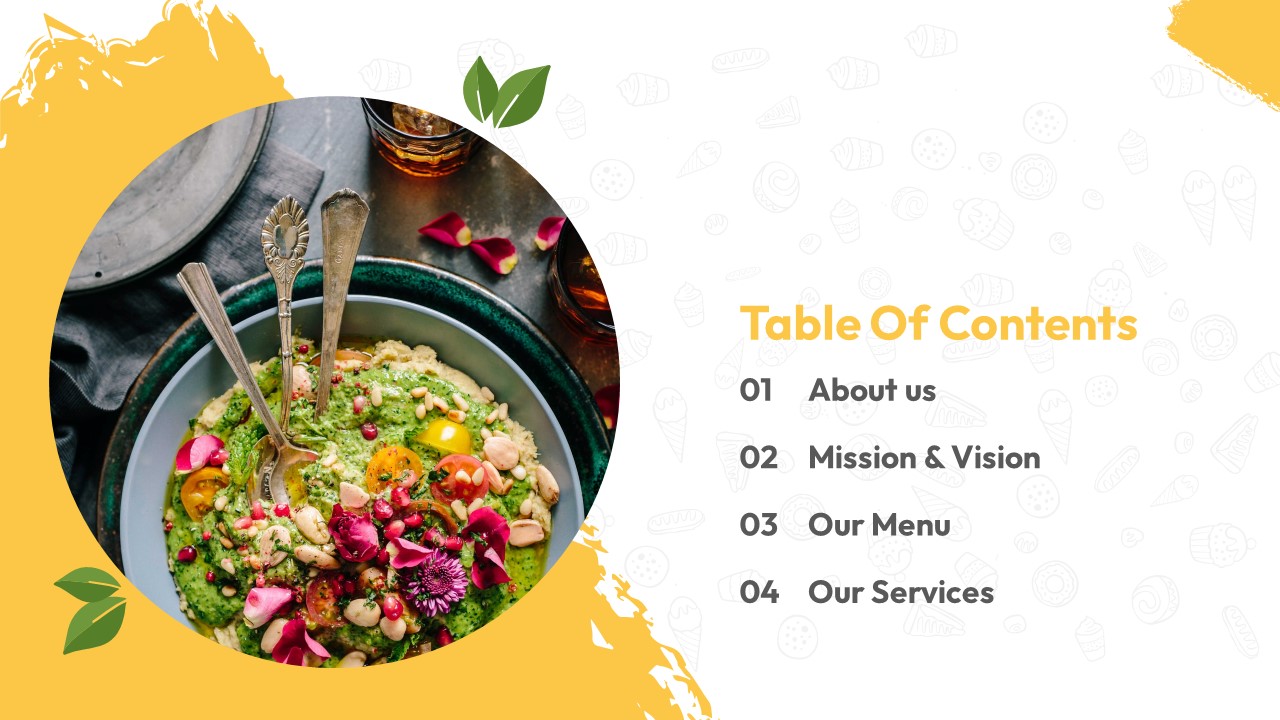 Table Of Contents
01 About us
02 Mission & Vision
03 Our Menu
04 Our Services